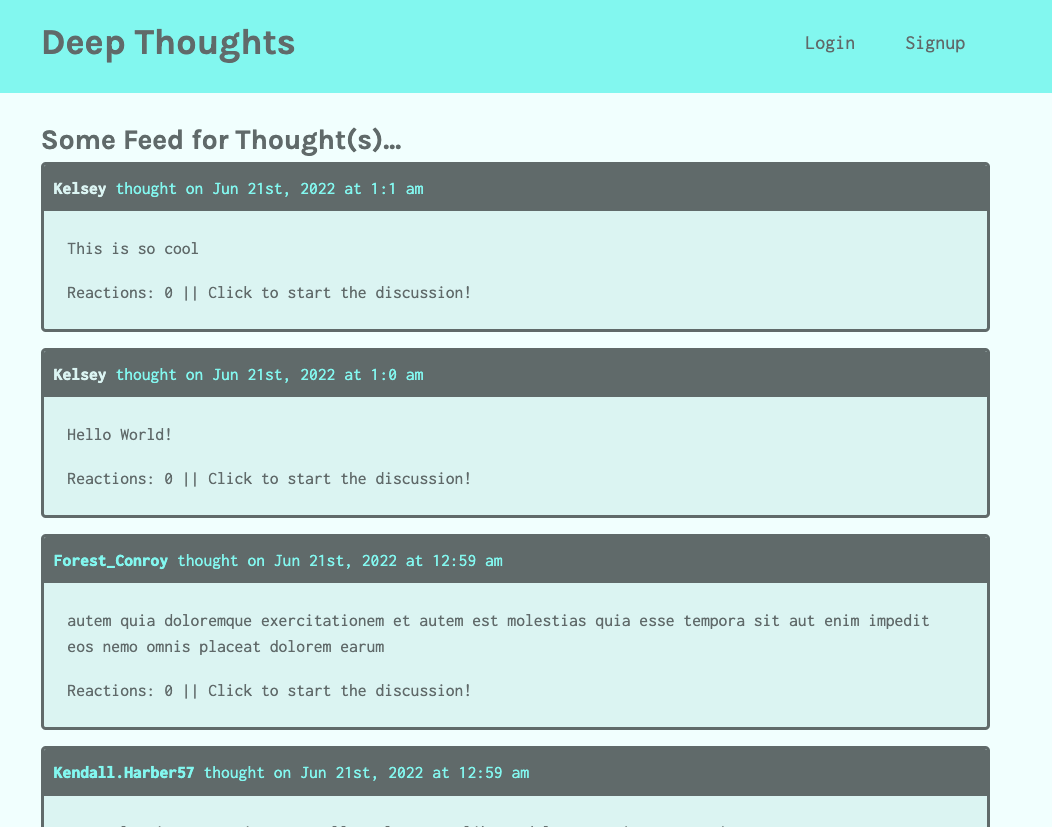 Deep Thoughts
Login Signup
Some Feed for Thought(s)...
Kelsey thought on Jun 21st, 2022 at 1:1 am
This is so cool
Reactions: 0 || Click to start the discussion!
Kelsey thought on Jun 21st, 2022 at 1:0 am
Hello World!
Reactions: 0 || Click to start the discussion!
Forest_Conroy thought on Jun 21st, 2022 at 12:59 am
autem quia doloremque exercitationem et autem est molestias quia esse tempora sit aut enim impedit
eos nemo omnis placeat dolorem earum
Reactions: 0 || Click to start the discussion!
Kendall.Harber57 thought on Jun 21st, 2022 at 12:59 am